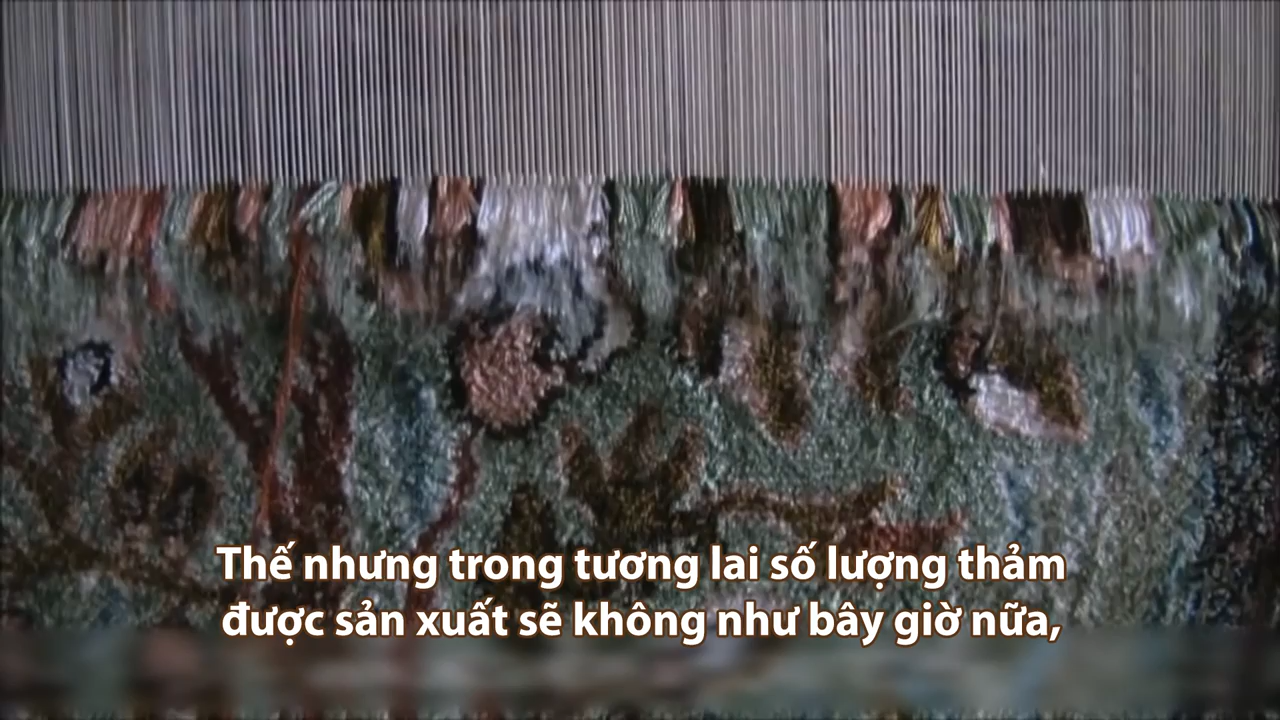 Thế nhưng trong tương lai số lượng thảm
được sản xuất sẽ không như bây giờ nữa,